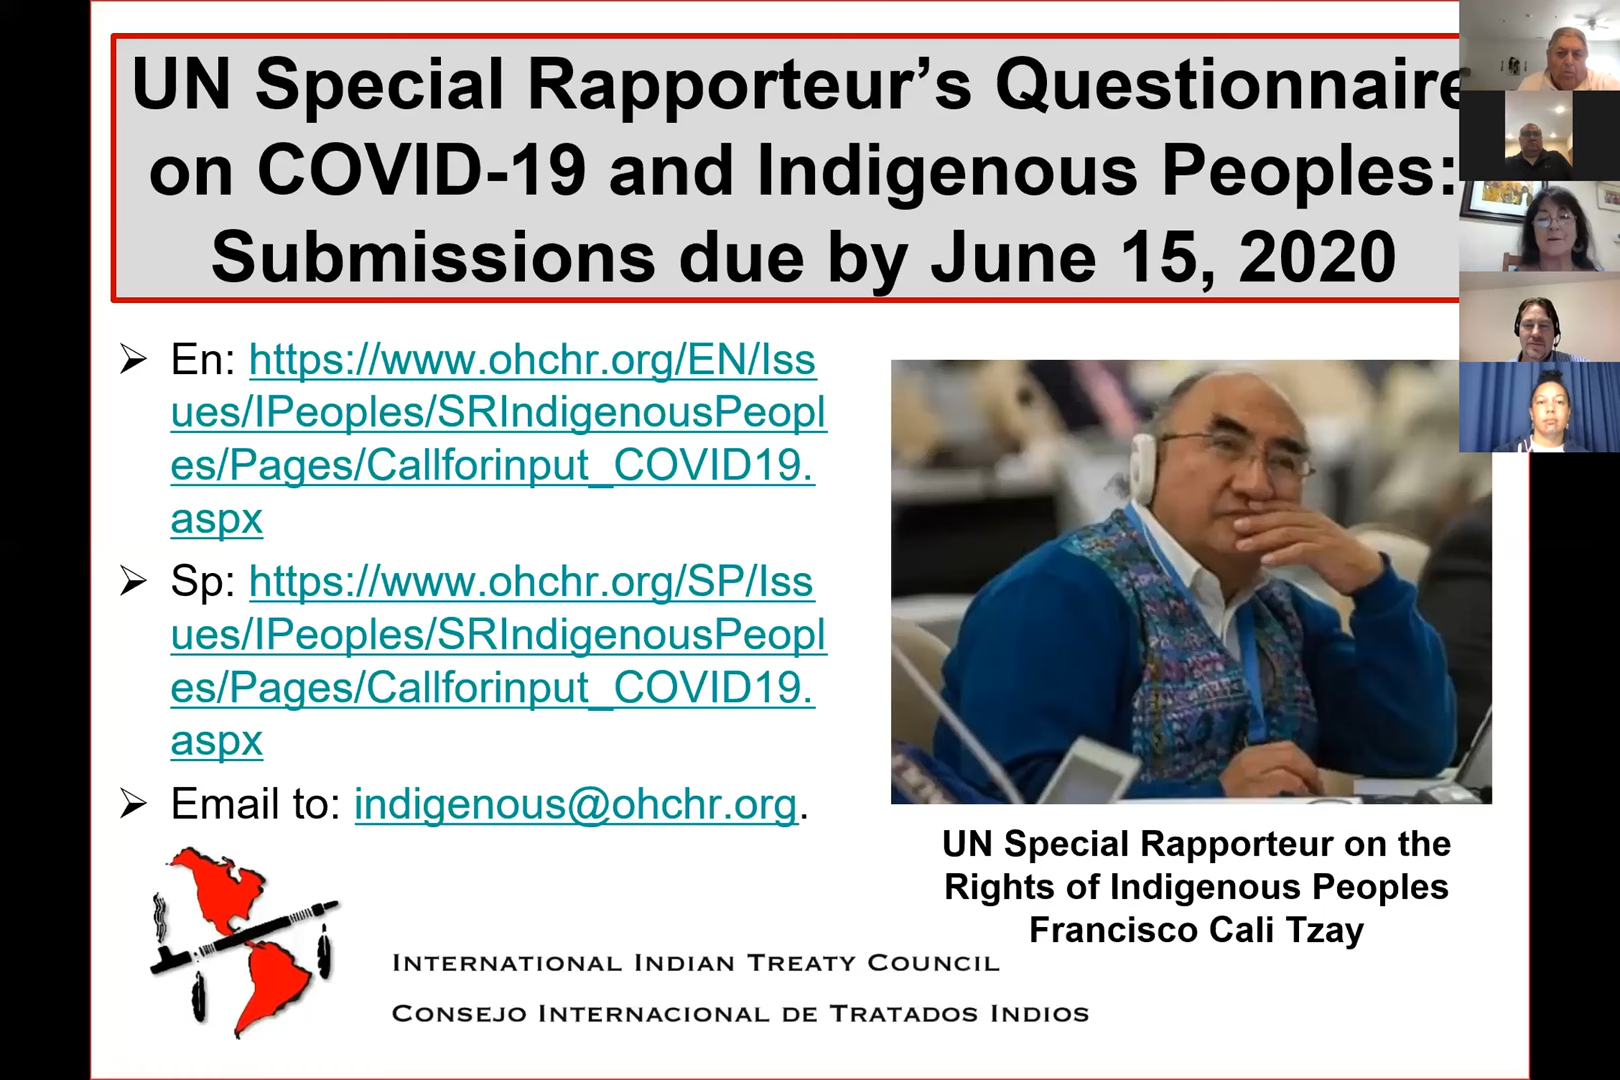 UN Special Rapporteur’s Questionnaire
on COVID-19 and Indigenous Peoples:
Submissions due by June 15, 2020
➢ En: https://www.ohchr.org/EN/Iss
ues/IPeoples/SRIndigenousPeopl
es/Pages/Callforinput_COVID19.
aspx
➢ Sp: https://www.ohchr.org/SP/Iss
ues/IPeoples/SRIndigenousPeopl
es/Pages/Callforinput_COVID19.
aspx
➢ Email to: indigenous@ohchr.org.
UN Special Rapporteur on the
Rights of Indigenous Peoples
Francisco Cali Tzay
INTERNATIONAL INDIAN TREATY COUNCIL
CONSEJO INTERNACIONAL DE TRATADOS INDIOS